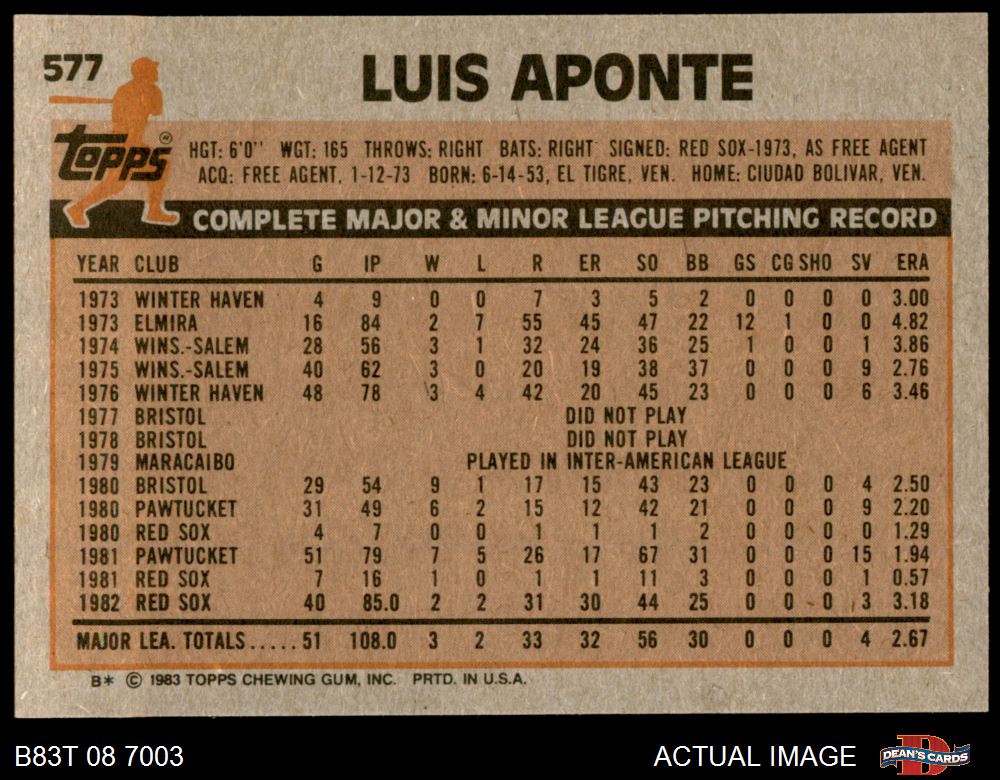 577
LUIS APONTE
topps®
HGT: 6'0" WGT: 165 THROWS: RIGHT BATS: RIGHT SIGNED: RED SOX-1973, AS FREE AGENT
ACQ: FREE AGENT, 1-12-73 BORN: 6-14-53, EL TIGRE, VEN. HOME: CIUDAD BOLIVAR, VEN.
COMPLETE MAJOR & MINOR LEAGUE PITCHING RECORD
YEAR CLUB G IP W L R ER SO BB GS CG SHO SV ERA
1973 WINTER HAVEN 4 9 0 0 7 3 5 2 0 0 0 0 3.00
1973 ELMIRA 16 84 2 7 55 45 47 22 12 1 0 0 4.82
1974 WINS.-SALEM 28 56 3 1 32 24 36 25 1 0 0 1 3.86
1975 WINS.-SALEM 40 62 3 0 20 19 38 37 0 0 0 9 2.76
1976 WINTER HAVEN 48 78 3 4 42 20 45 23 0 0 0 6 3.46
1977 BRISTOL DID NOT PLAY
1978 BRISTOL DID NOT PLAY
1979 MARACAIBO PLAYED IN INTER-AMERICAN LEAGUE
1980 BRISTOL 29 54 9 1 17 15 43 23 0 0 0 4 2.50
1980 PAWTUCKET 31 49 6 2 15 12 42 21 0 0 0 9 2.20
1980 RED SOX 4 7 0 0 1 1 1 2 0 0 0 0 1.29
1981 PAWTUCKET 51 79 7 5 26 17 67 31 0 0 0 15 1.94
1981 RED SOX 7 16 1 0 1 1 11 3 0 0 0 1 0.57
1982 RED SOX 40 85.0 2 2 31 30 44 25 0 0 0 3 3.18
MAJOR LEA. TOTALS.....51 108.0 3 2 33 32 56 30 0 0 0 4 2.67
B* © 1983 TOPPS CHEWING GUM, INC. PRTD. IN U.S.A.
B83T 08 7003
ACTUAL IMAGE
DEAN'S CARDS